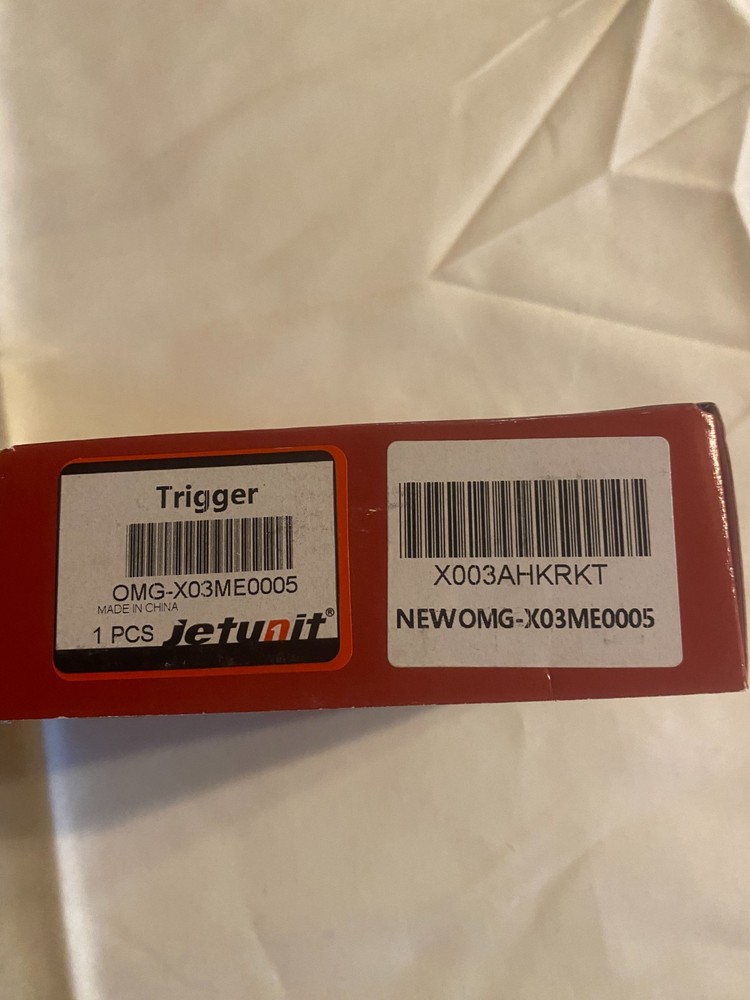 Trigger
OMG-X03ME0005
MADE IN CHINA
1 PCS jetunit®
X003AHKRKT
NEWOMG-X03ME0005